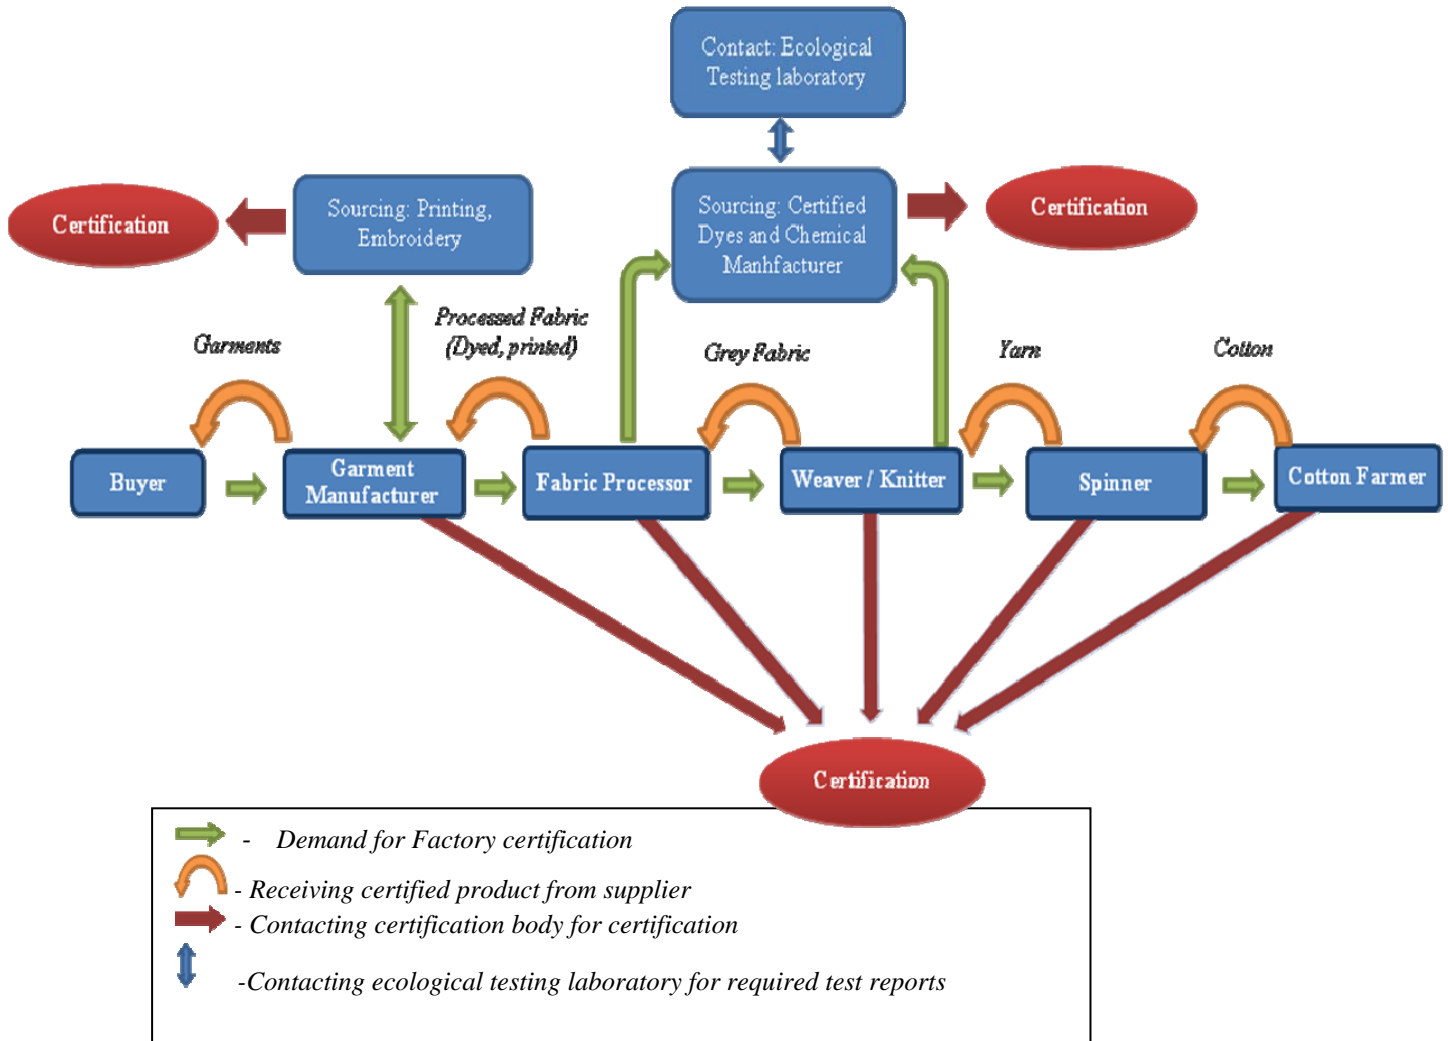 Contact: Ecological
Testing laboratory
Certification
Sourcing: Printing,
Embroidery
Sourcing: Certified
Dyes and Chemical
Manhfacturer
Certification
Garments
Processed Fabric
(Dyed, printed)
Grey Fabric
Yarn
Cotton
Buyer
Garment
Manufacturer
Fabric Processor
Weaver / Knitter
Spinner
Cotton Farmer
Certification
- Demand for Factory certification
- Receiving certified product from supplier
- Contacting certification body for certification
-Contacting ecological testing laboratory for required test reports